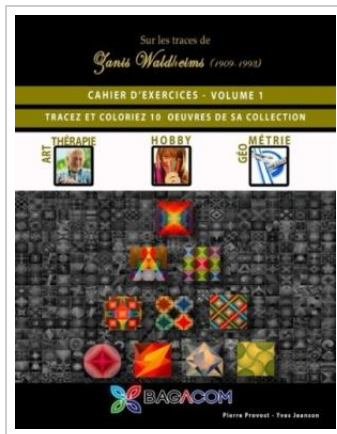 Sur les traces de
Zanis Waldheims (1909-1993)
CAHIER D'EXERCICES - VOLUME 1
TRACEZ ET COLORIEZ 10 OEUVRES DE SA COLLECTION
ART THÉRAPIE
HOBBY
GÉO MÉTRIE
BAGACOM
Pierre Provost - Yves Jeanson